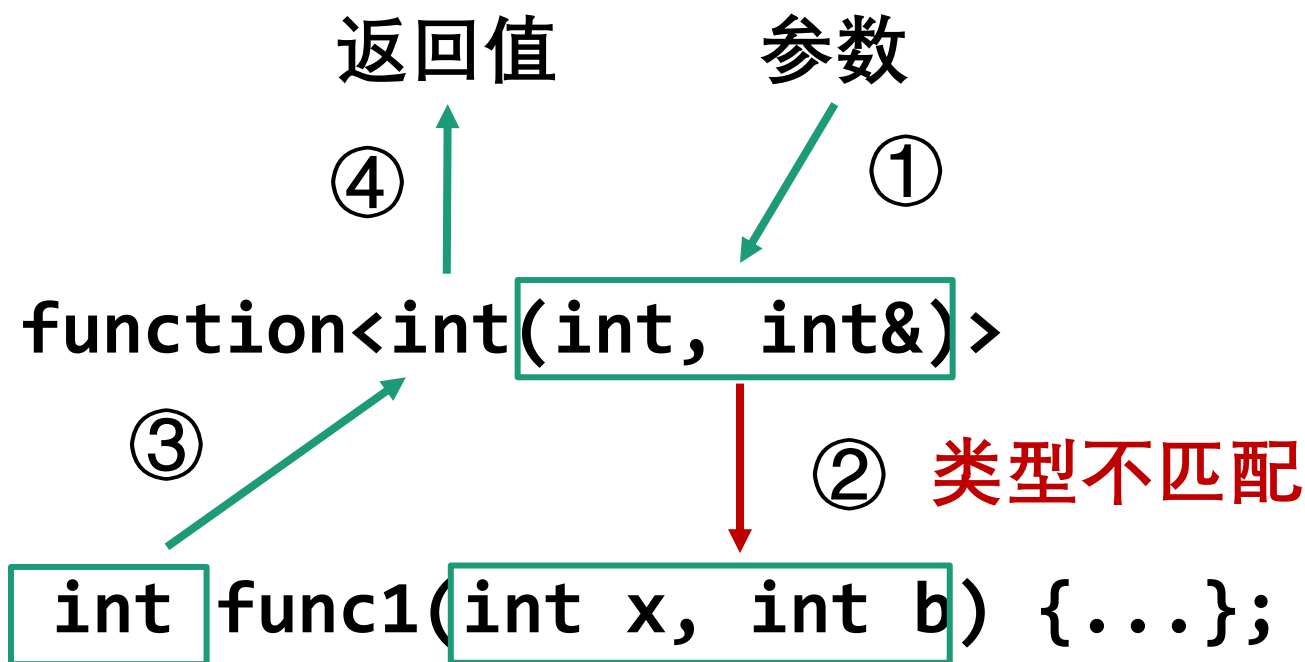 返回值 参数
④ ①
function<int(int, int&)>
③ ② 类型不匹配
int func1(int x, int b) {...};